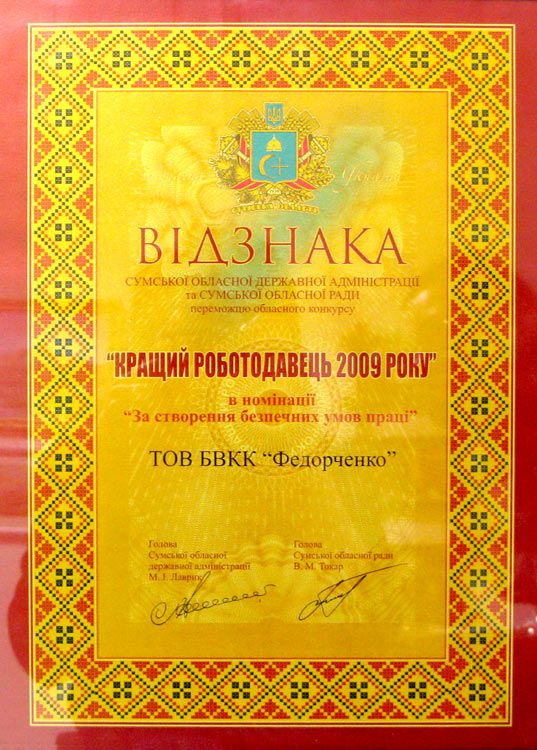 ВІДЗНАКА
СУМСЬКОЇ ОБЛАСНОЇ ДЕРЖАВНОЇ АДМІНІСТРАЦІЇ
та СУМСЬКОЇ ОБЛАСНОЇ РАДИ
переможцю обласного конкурсу
“КРАЩИЙ РОБОТОДАВЕЦЬ 2009 РОКУ”
в номінації
“За створення безпечних умов праці”
ТОВ БВКК “Федорченко”
Голова
Сумської обласної
державної адміністрації
М. І. Лаврик
Голова
Сумської обласної ради
В. М. Токар